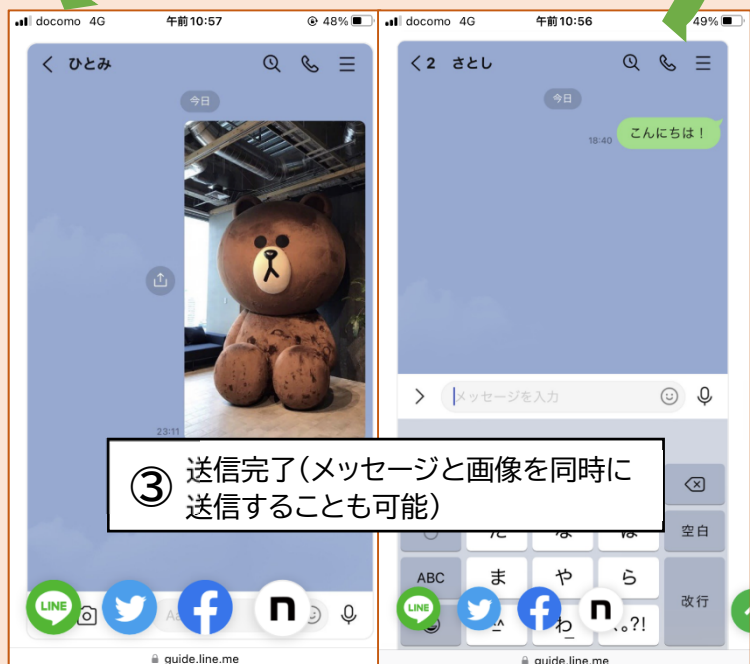 docomo 4G 午前10:57 48%
ひとみ
今日
23:11
Aa
LINE
f
n
guide.line.me
docomo 4G 午前10:56 49%
2 さとし
今日
18:40 こんにちは！
メッセージを入力
空白
ABC ま や ら
改行
LINE
f
n
わ 。?!
guide.line.me
③ 送信完了(メッセージと画像を同時に
送信することも可能)